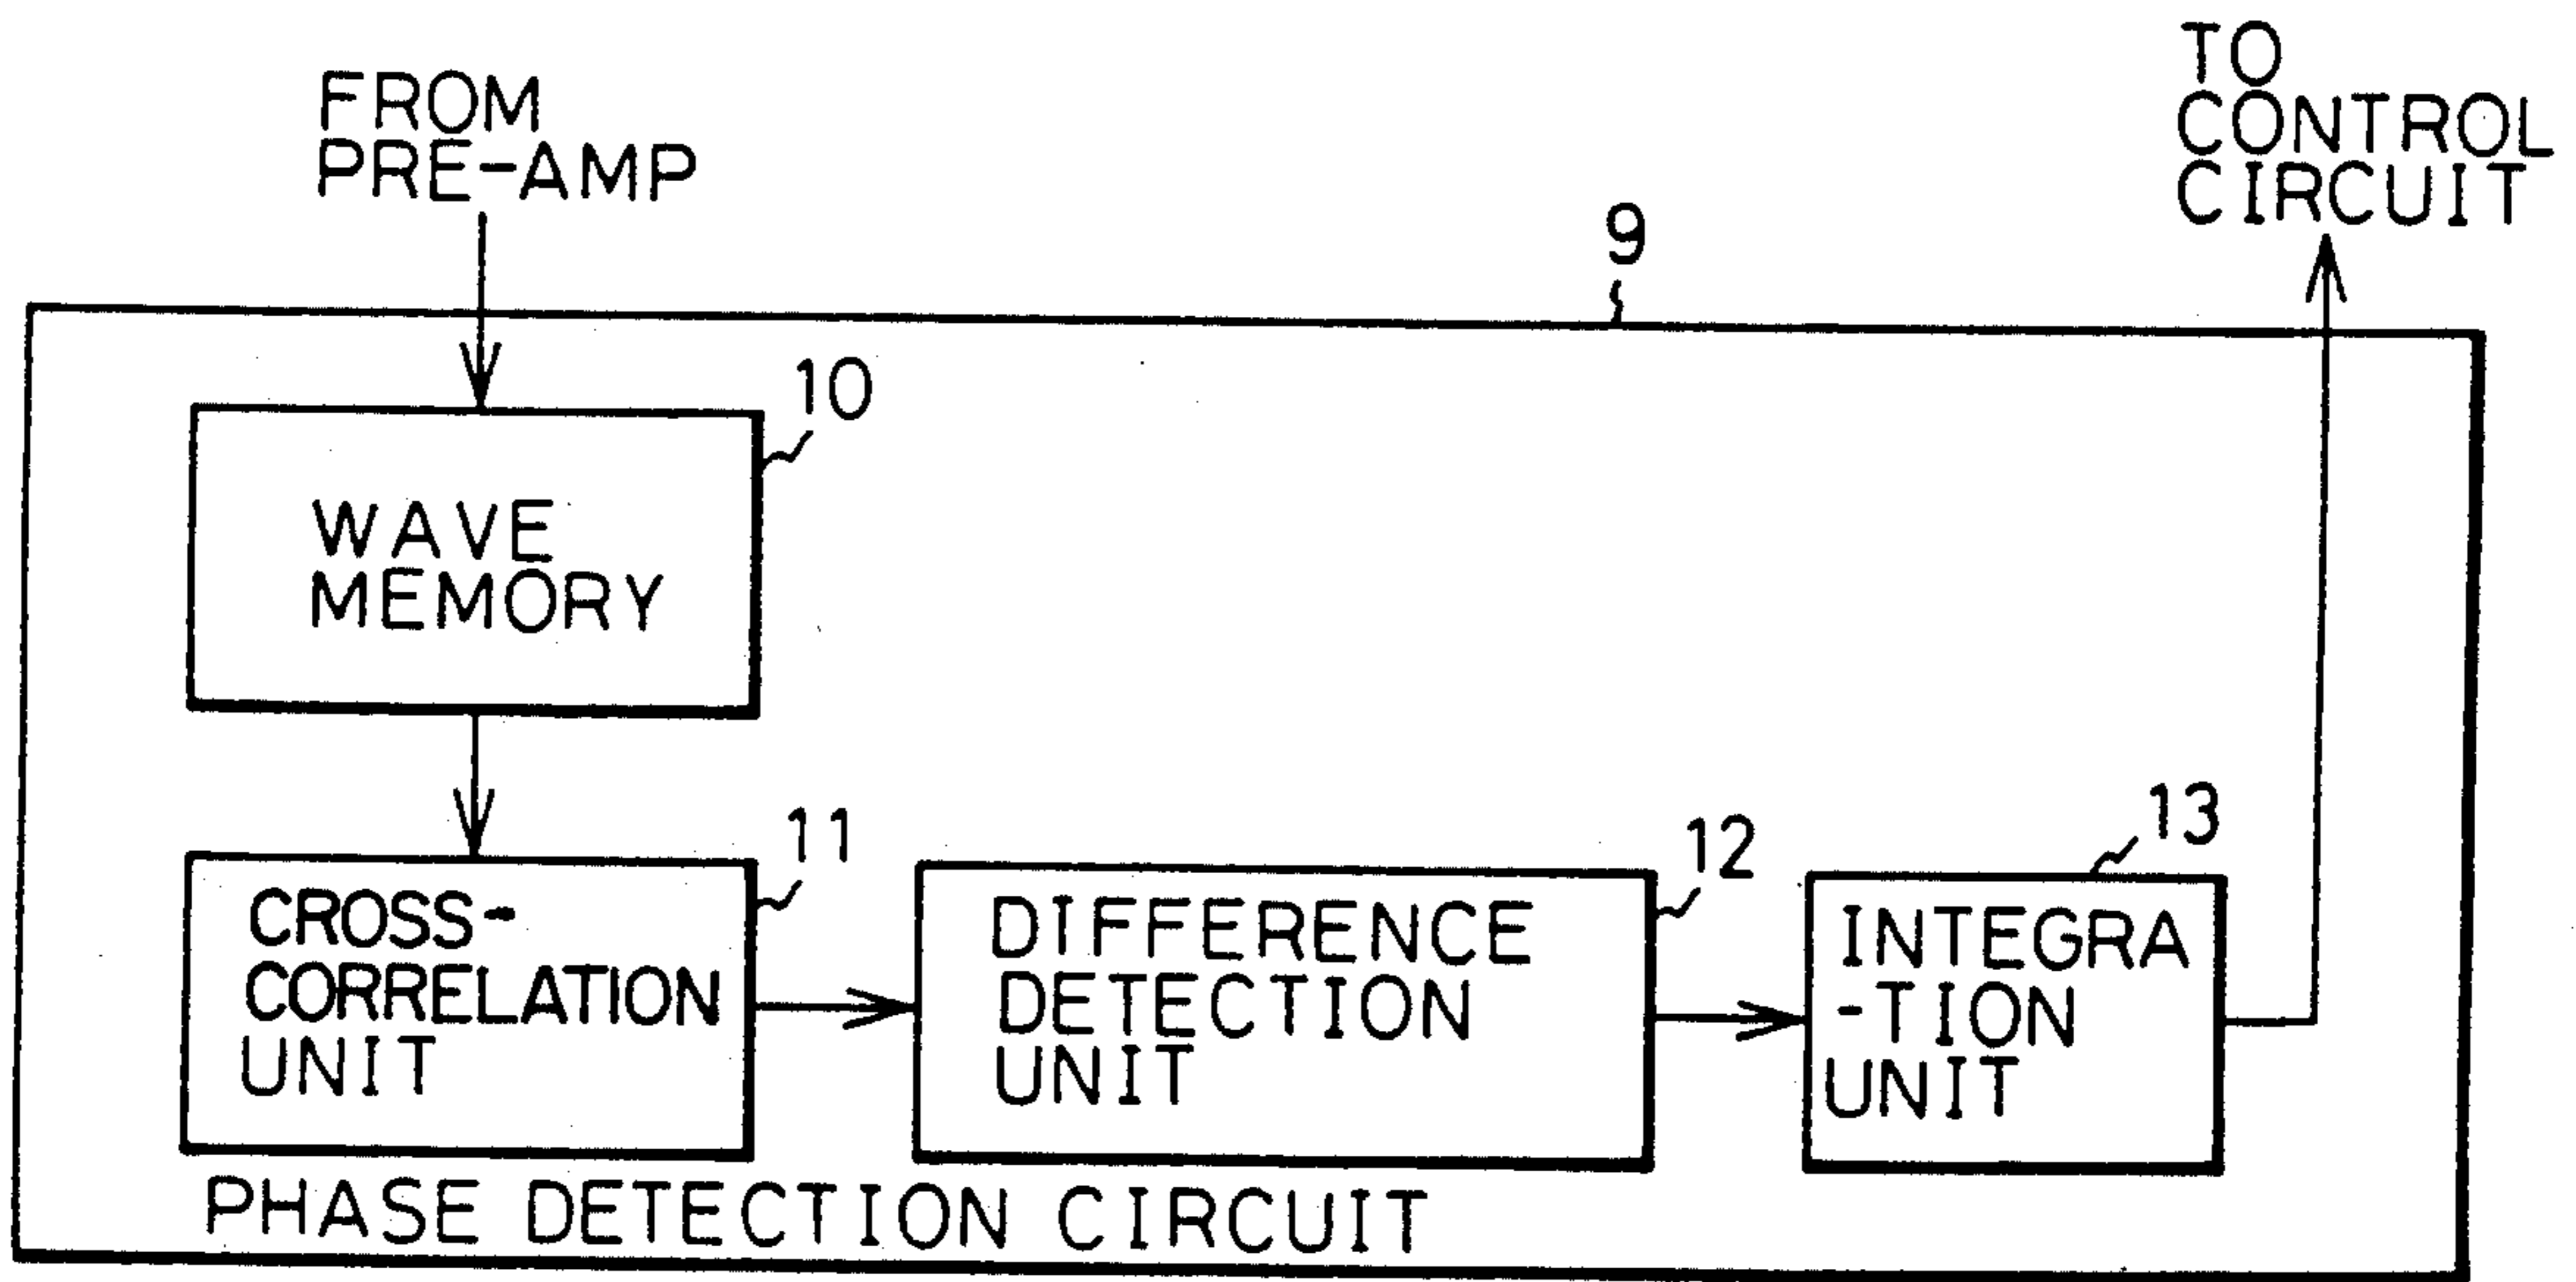 FROM
PRE-AMP
TO
CONTROL
CIRCUIT
9
10
WAVE
MEMORY
11
CROSS-
CORRELATION
UNIT
12
DIFFERENCE
DETECTION
UNIT
13
INTEGRA
-TION
UNIT
PHASE DETECTION CIRCUIT